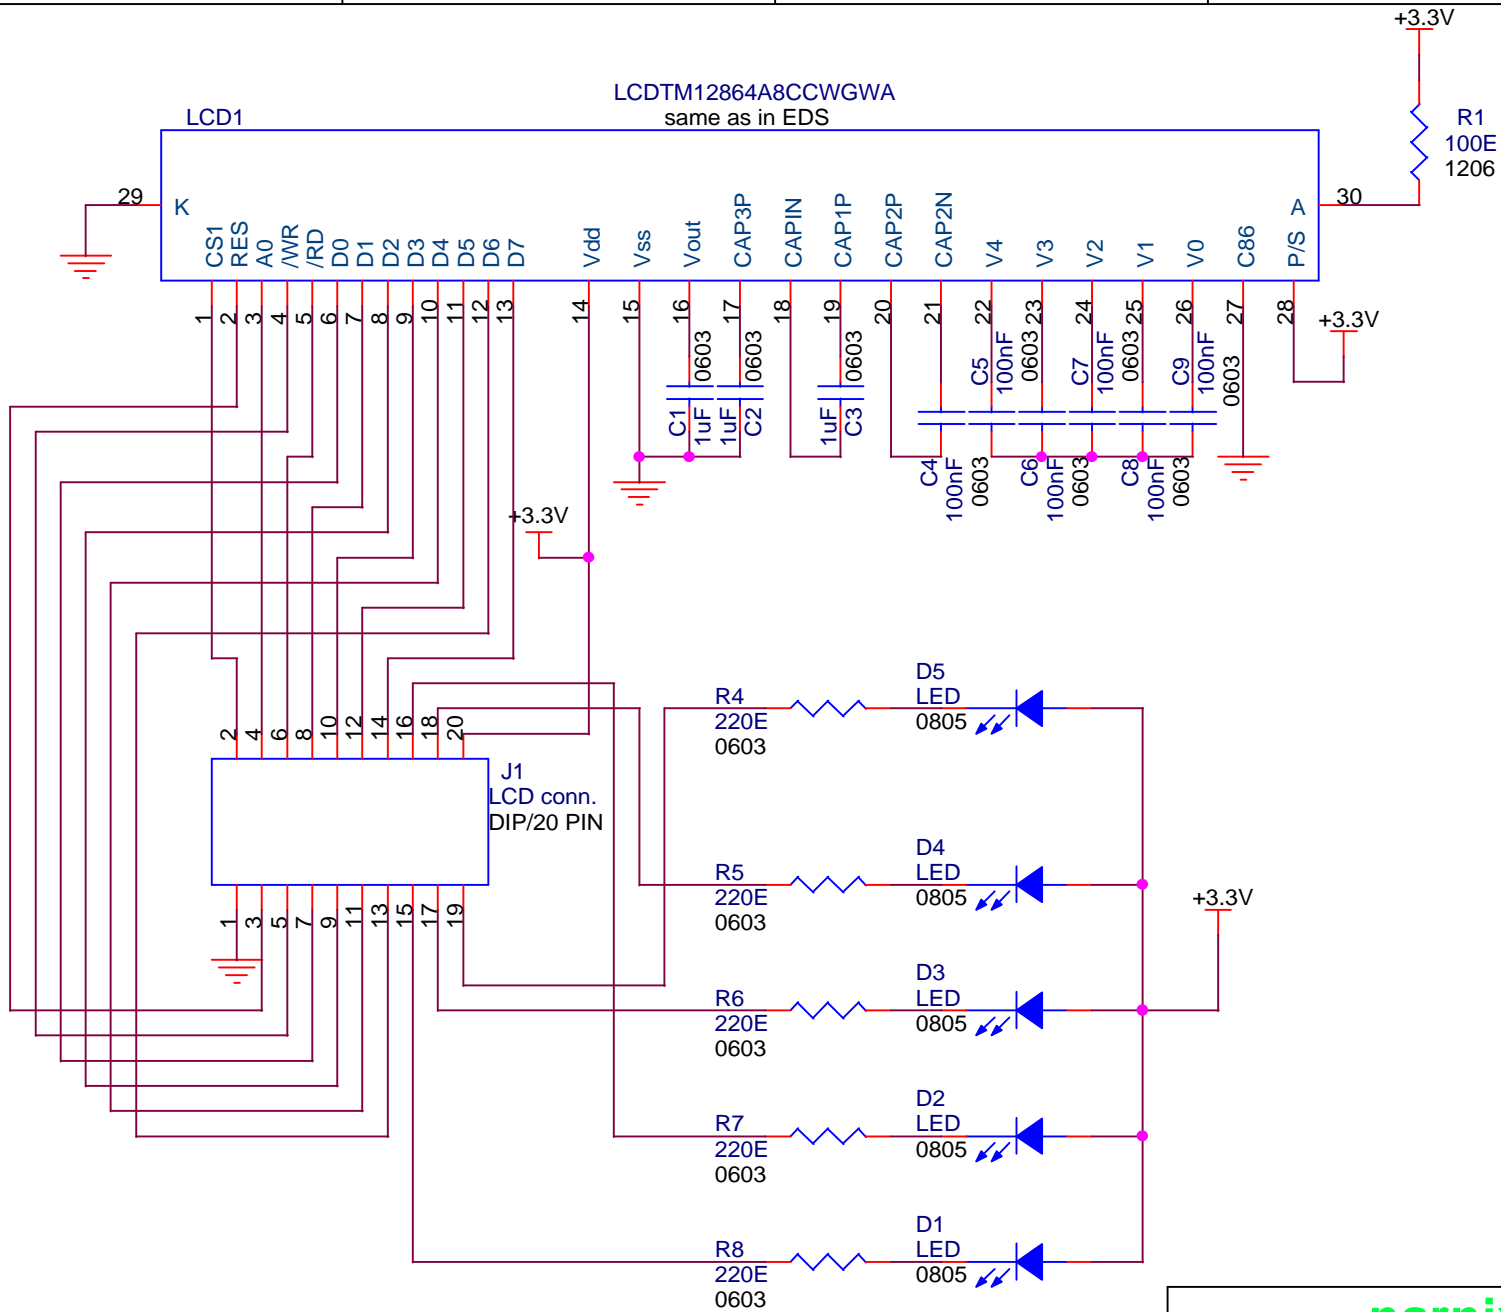 +3.3V
LCDTM12864A8CCWGWA
LCD1
same as in EDS
R1
100E
1206
29
K
A
30
CS1
RES
A0
/WR
/RD
D0
D1
D2
D3
D4
D5
D6
D7
Vdd
Vss
Vout
CAP3P
CAPIN
CAP1P
CAP2P
CAP2N
V4
V3
V2
V1
V0
C86
P/S
1
2
3
4
5
6
7
8
9
10
11
12
13
14
15
16
17
18
19
20
21
22
23
24
25
26
27
28
+3.3V
0603
0603
0603
C5
100nF
0603
C7
100nF
0603
C9
100nF
0603
C1
1uF
1uF
C2
1uF
C3
C4
100nF
0603
C6
100nF
0603
C8
100nF
0603
+3.3V
2
4
6
8
10
12
14
16
18
20
J1
LCD conn.
DIP/20 PIN
1
3
5
7
9
11
13
15
17
19
R4
220E
0603
D5
LED
0805
R5
220E
0603
D4
LED
0805
+3.3V
R6
220E
0603
D3
LED
0805
R7
220E
0603
D2
LED
0805
R8
220E
0603
D1
LED
0805